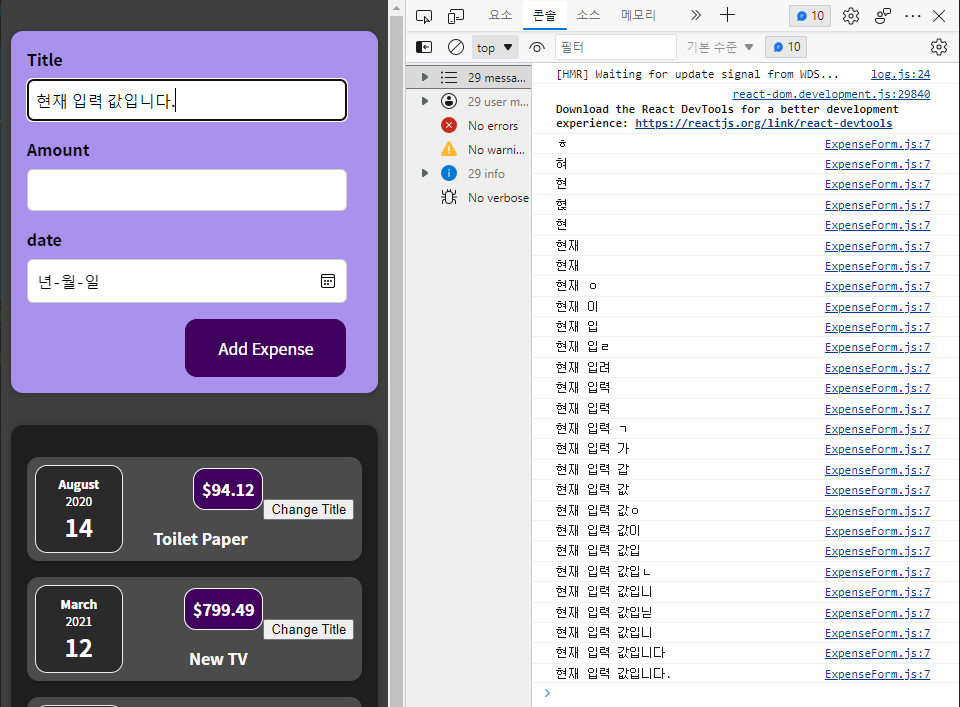 Title
현재 입력 값입니다.
Amount
date
년-월-일
Add Expense
August
2020
14
$94.12
Change Title
Toilet Paper
March
2021
12
$799.49
Change Title
New TV
요소
콘솔
소스
메모리
10
top
필터
기본 수준
10
29 messa...
29 user m...
No errors
No warni...
29 info
No verbose
[HMR] Waiting for update signal from WDS... log.js:24
react-dom.development.js:29840
Download the React DevTools for a better development
experience: https://reactjs.org/link/react-devtools
ㅎ ExpenseForm.js:7
혀 ExpenseForm.js:7
현 ExpenseForm.js:7
ExpenseForm.js:7
현 ExpenseForm.js:7
현재 ExpenseForm.js:7
현재 ExpenseForm.js:7
현재 ㅇ ExpenseForm.js:7
현재 이 ExpenseForm.js:7
현재 입 ExpenseForm.js:7
현재 입ㄹ ExpenseForm.js:7
현재 입려 ExpenseForm.js:7
현재 입력 ExpenseForm.js:7
현재 입력 ExpenseForm.js:7
현재 입력 ㄱ ExpenseForm.js:7
현재 입력 가 ExpenseForm.js:7
현재 입력 갑 ExpenseForm.js:7
현재 입력 값 ExpenseForm.js:7
현재 입력 값ㅇ ExpenseForm.js:7
현재 입력 값이 ExpenseForm.js:7
현재 입력 값입 ExpenseForm.js:7
현재 입력 값입ㄴ ExpenseForm.js:7
현재 입력 값입니 ExpenseForm.js:7
현재 입력 값입닏 ExpenseForm.js:7
현재 입력 값입니 ExpenseForm.js:7
현재 입력 값입니다 ExpenseForm.js:7
현재 입력 값입니다. ExpenseForm.js:7